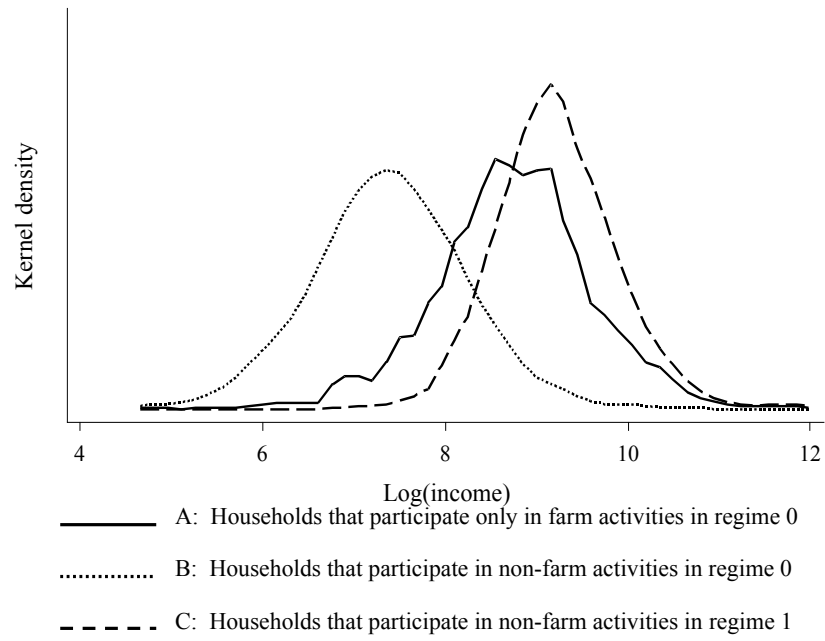 Kernel density
4 6 8 10 12
Log(income)
A: Households that participate only in farm activities in regime 0
B: Households that participate in non-farm activities in regime 0
C: Households that participate in non-farm activities in regime 1